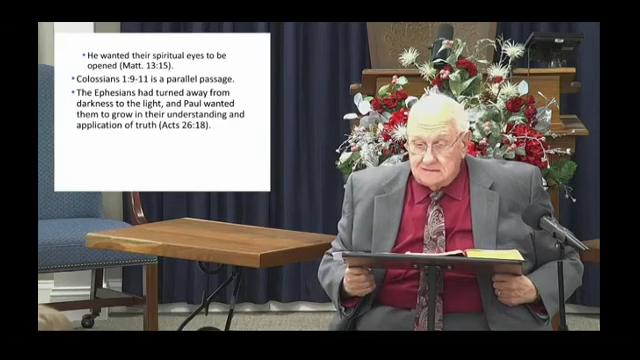 • He wanted their spiritual eyes to be
opened (Matt. 13:15).
• Colossians 1:9-11 is a parallel passage.
• The Ephesians had turned away from
darkness to the light, and Paul wanted
them to grow in their understanding and
application of truth (Acts 26:18).